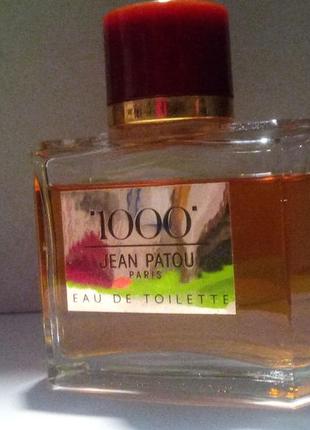 "1000"
JEAN PATOU
PARIS
EAU DE TOILETTE